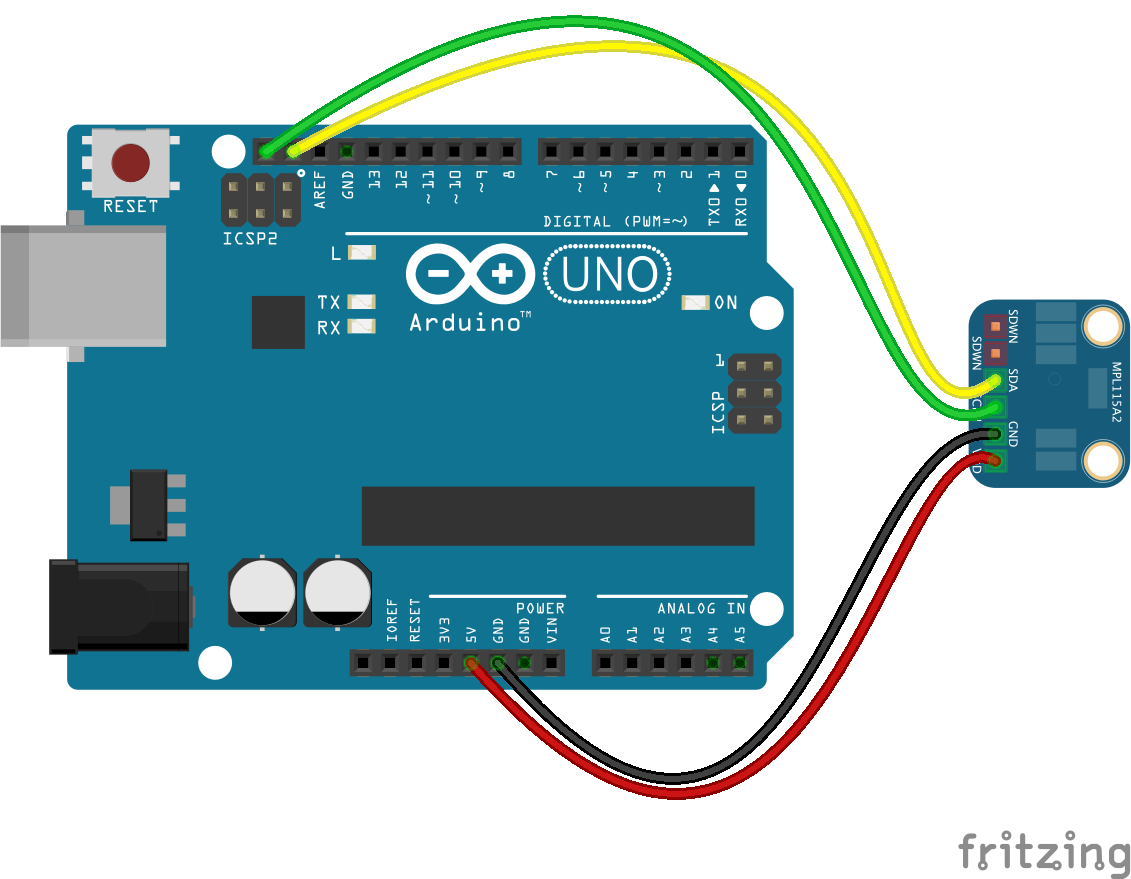 RESET
ICSP2
AREF
GND
13
12
~11
~10
~9
8
7
~6
~5
4
~3
2
TXO▶1
RXO◀0
DIGITAL (PWM=~)
L
TX
RX
UNO
Arduino™
ON
1
ICSP
SDWN
SDWN
SDA
GND
MPL115A2
IOREF
RESET
3V3
5V
GND
GND
VIN
POWER
ANALOG IN
A0
A1
A2
A3
A4
A5
fritzing